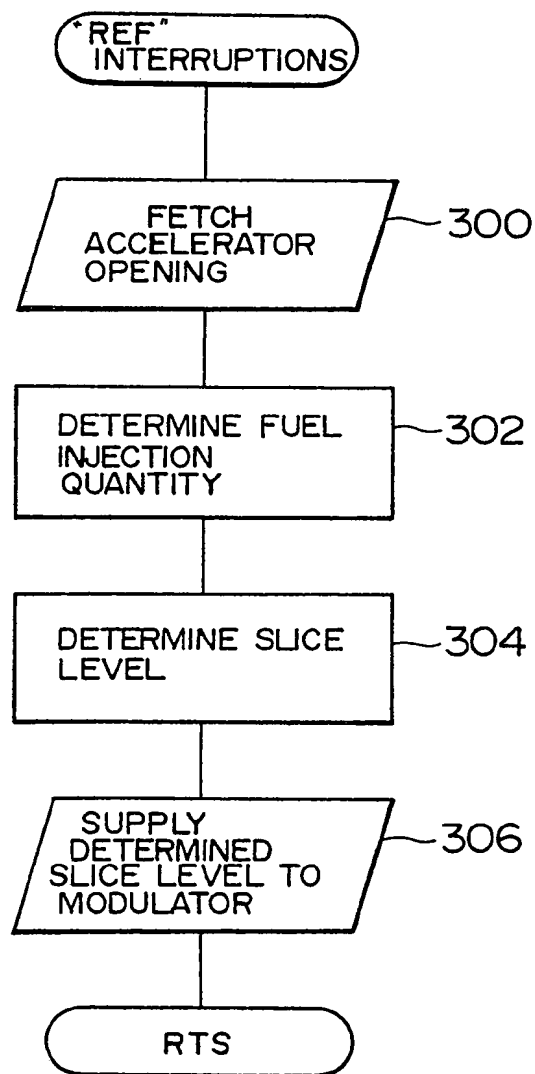 "REF"
INTERRUPTIONS
FETCH
ACCELERATOR
OPENING
300
DETERMINE FUEL
INJECTION
QUANTITY
302
DETERMINE SLICE
LEVEL
304
SUPPLY
DETERMINED
SLICE LEVEL TO
MODULATOR
306
RTS